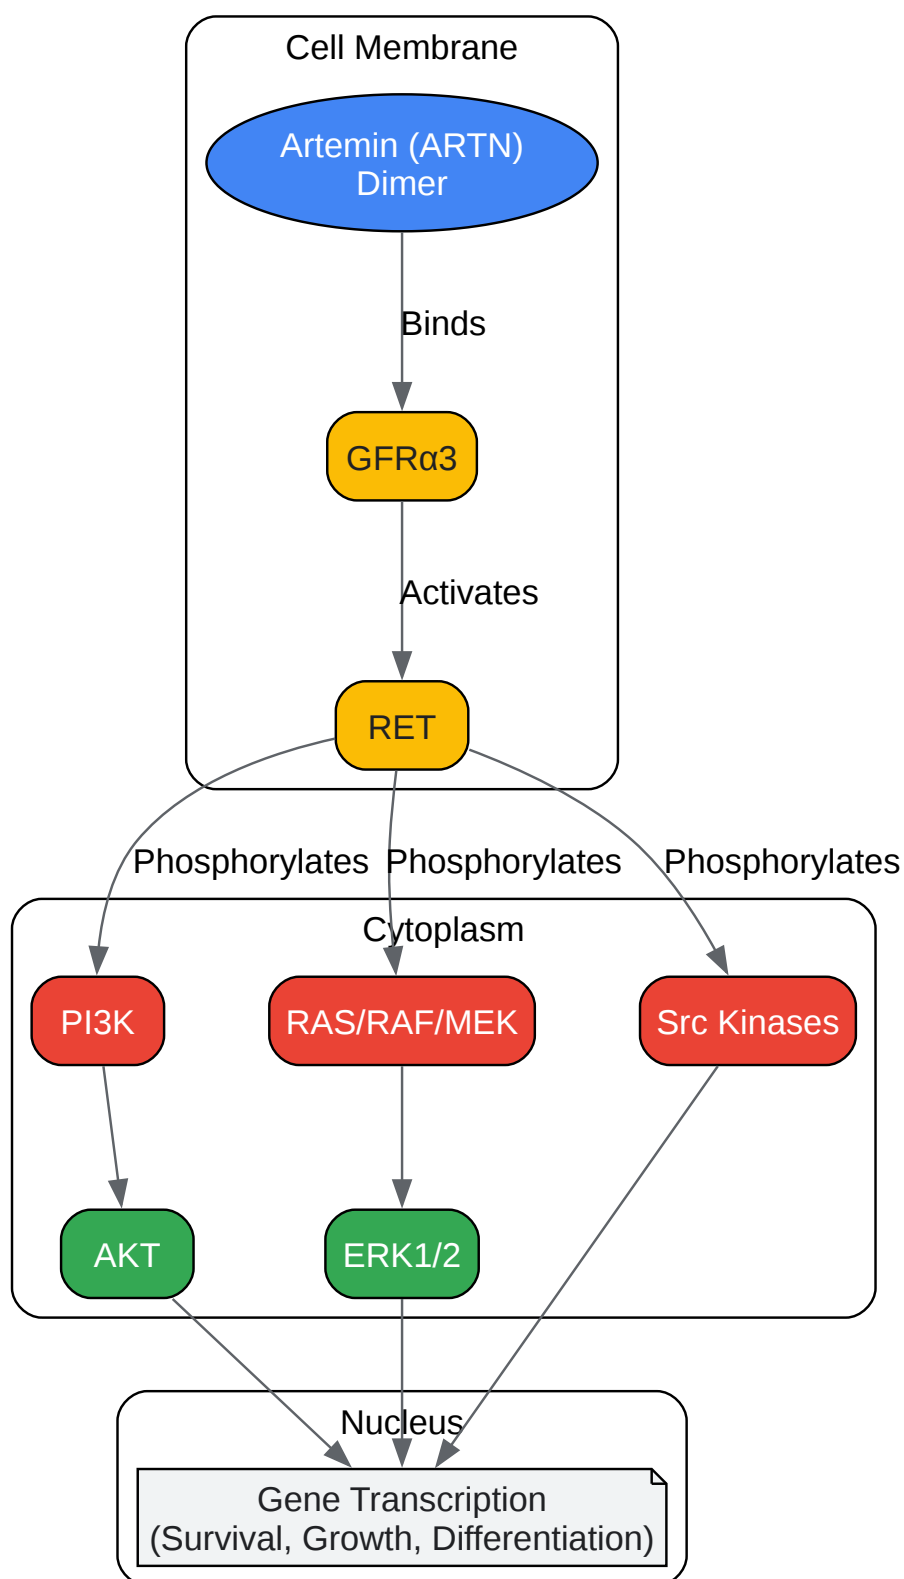 Cell Membrane
Artemin (ARTN)
Dimer
Binds
GFRα3
Activates
RET
Phosphorylates
Phosphorylates
Phosphorylates
Cytoplasm
PI3K
RAS/RAF/MEK
Src Kinases
AKT
ERK1/2
Nucleus
Gene Transcription
(Survival, Growth, Differentiation)